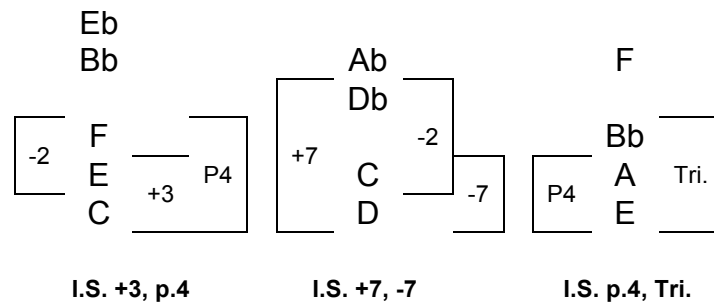 Eb
Bb
F
E
C
-2
+3
P4
Ab
Db
C
D
+7
-2
-7
F
Bb
A
E
P4
Tri.
I.S. +3, p.4
I.S. +7, -7
I.S. p.4, Tri.